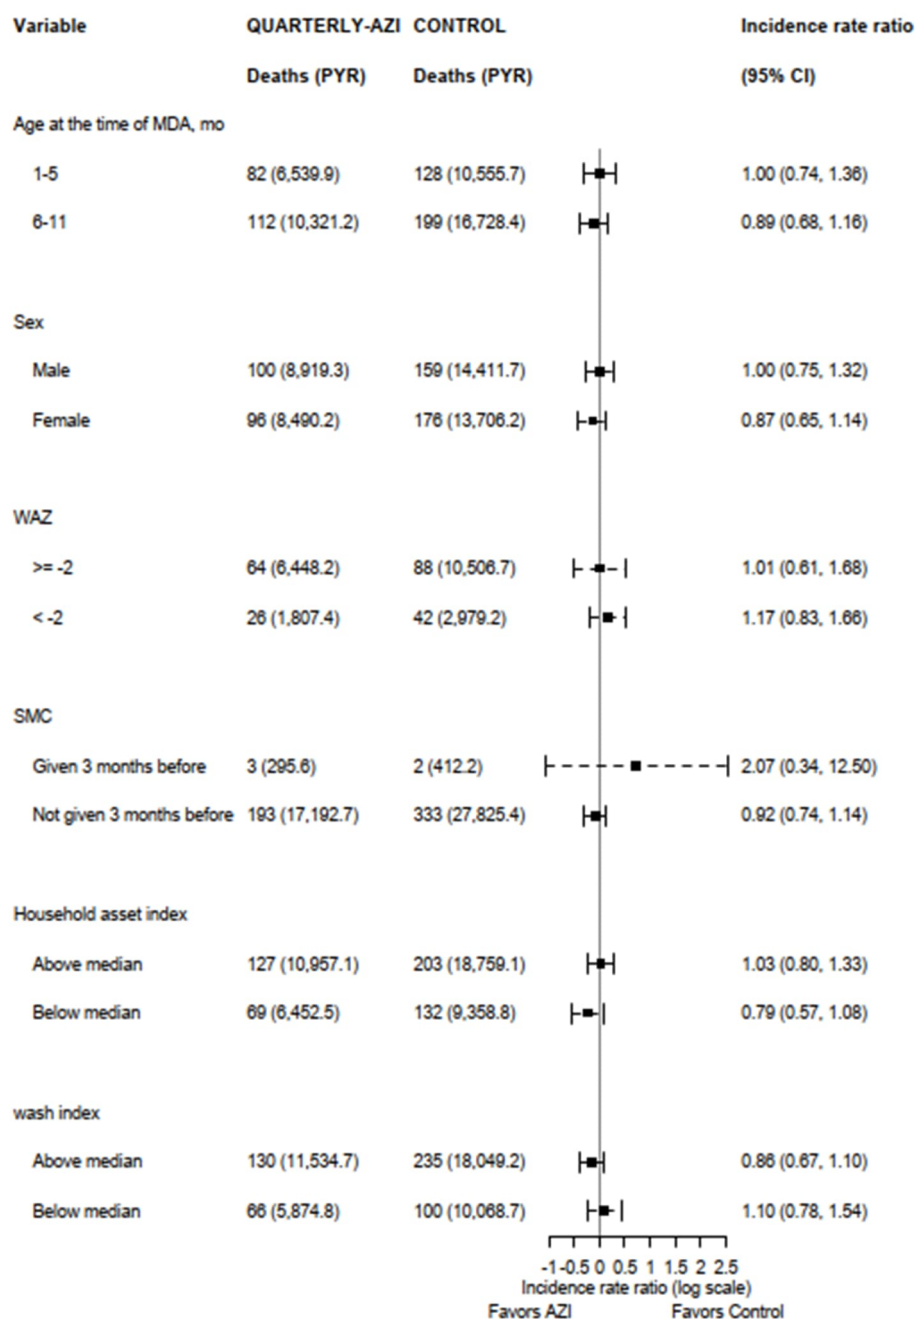 Variable QUARTERLY-AZI CONTROL Incidence rate ratio
Deaths (PYR) Deaths (PYR) (95% CI)
Age at the time of MDA, mo
1-5 82 (6,539.9) 128 (10,555.7) 1.00 (0.74, 1.36)
6-11 112 (10,321.2) 199 (16,728.4) 0.89 (0.68, 1.16)
Sex
Male 100 (8,919.3) 159 (14,411.7) 1.00 (0.75, 1.32)
Female 96 (8,490.2) 176 (13,706.2) 0.87 (0.65, 1.14)
WAZ
>= -2 64 (6,448.2) 88 (10,506.7) 1.01 (0.61, 1.68)
< -2 26 (1,807.4) 42 (2,979.2) 1.17 (0.83, 1.66)
SMC
Given 3 months before 3 (295.6) 2 (412.2) 2.07 (0.34, 12.50)
Not given 3 months before 193 (17,192.7) 333 (27,825.4) 0.92 (0.74, 1.14)
Household asset index
Above median 127 (10,957.1) 203 (18,759.1) 1.03 (0.80, 1.33)
Below median 69 (6,452.5) 132 (9,358.8) 0.79 (0.57, 1.08)
wash index
Above median 130 (11,534.7) 235 (18,049.2) 0.86 (0.67, 1.10)
Below median 66 (5,874.8) 100 (10,068.7) 1.10 (0.78, 1.54)
-1 -0.5 0 0.5 1 1.5 2 2.5
Incidence rate ratio (log scale)
Favors AZI Favors Control